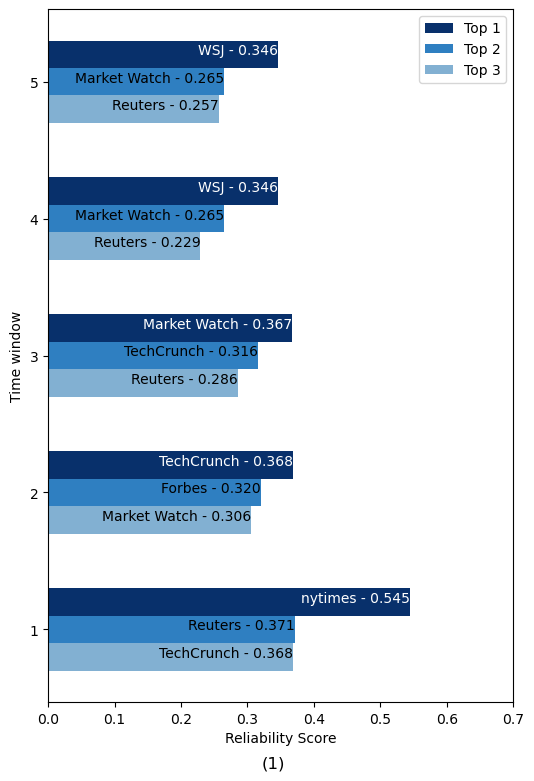 Top 1
Top 2
Top 3
5
WSJ - 0.346
Market Watch - 0.265
Reuters - 0.257
4
WSJ - 0.346
Market Watch - 0.265
Reuters - 0.229
3
Market Watch - 0.367
TechCrunch - 0.316
Reuters - 0.286
2
TechCrunch - 0.368
Forbes - 0.320
Market Watch - 0.306
1
nytimes - 0.545
Reuters - 0.371
TechCrunch - 0.368
Time window
0.0 0.1 0.2 0.3 0.4 0.5 0.6 0.7
Reliability Score
(1)